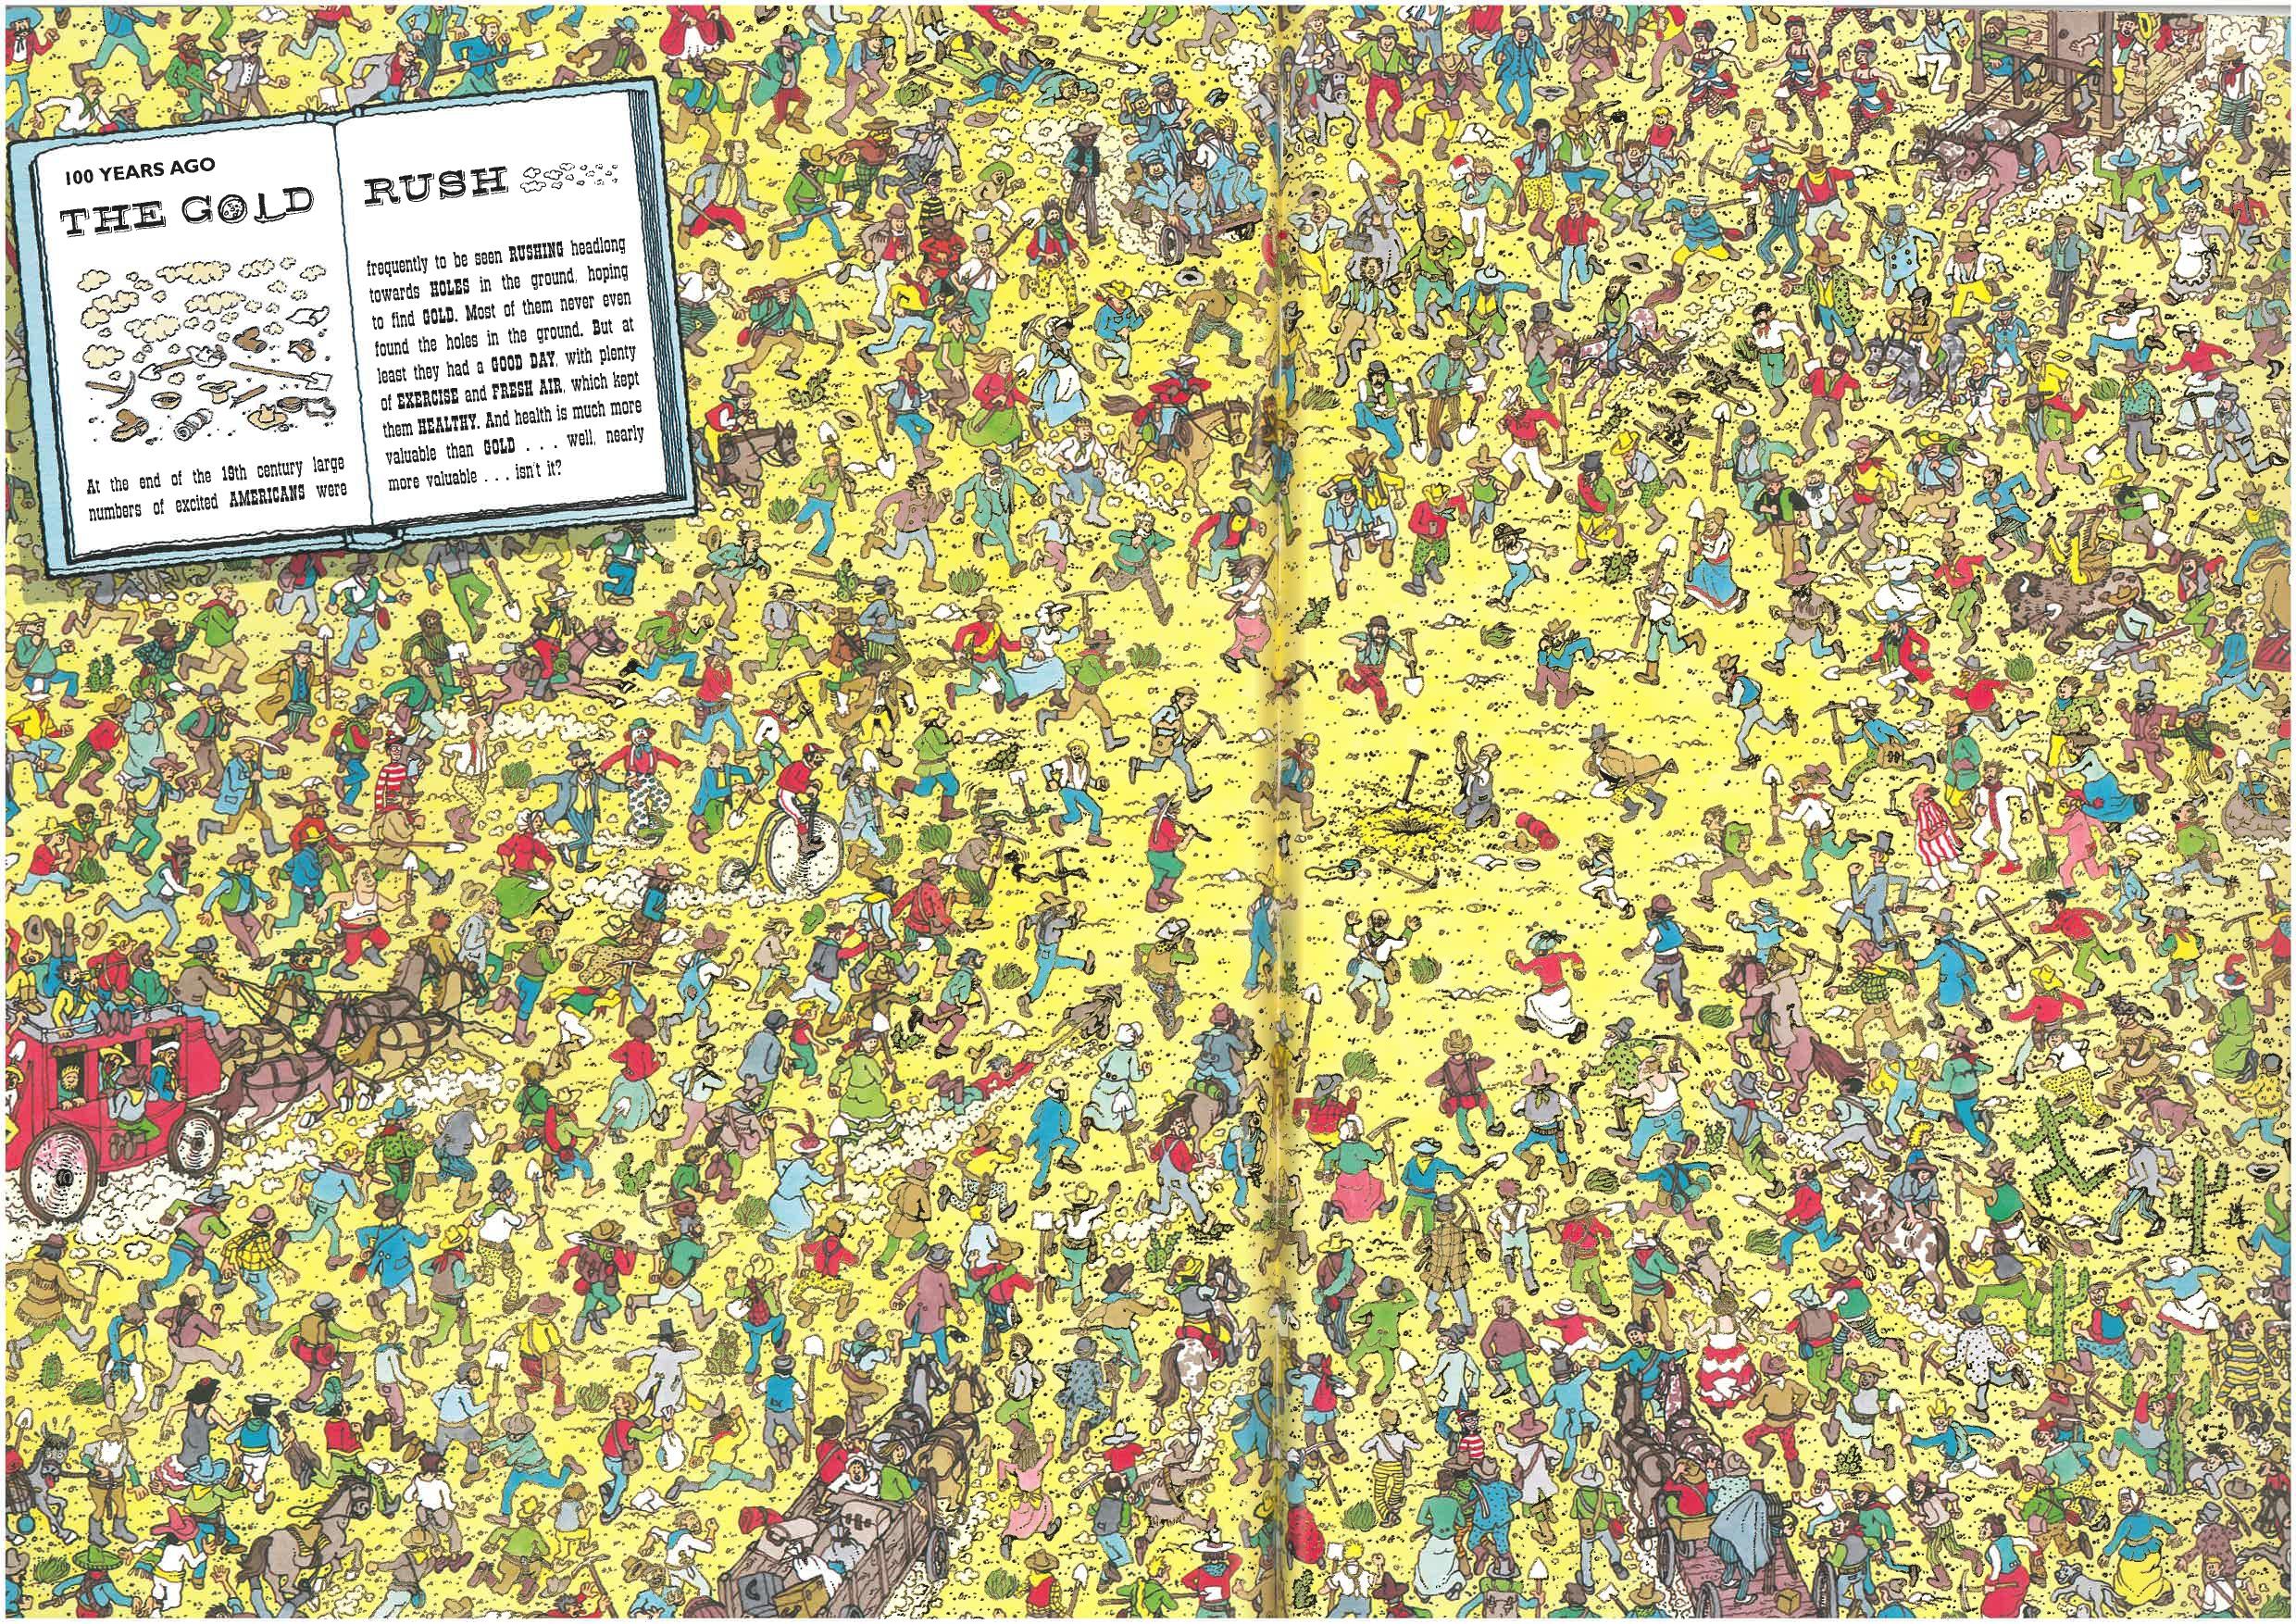 100 YEARS AGO
THE GOLD RUSH
At the end of the 19th century large
numbers of excited AMERICANS were
frequently to be seen RUSHING headlong
towards HOLES in the ground, hoping
to find GOLD. Most of them never even
found the holes in the ground. But at
least they had a GOOD DAY, with plenty
of EXERCISE and FRESH AIR, which kept
them HEALTHY. And health is much more
valuable than GOLD . . . well, nearly
more valuable . . . isn't it?